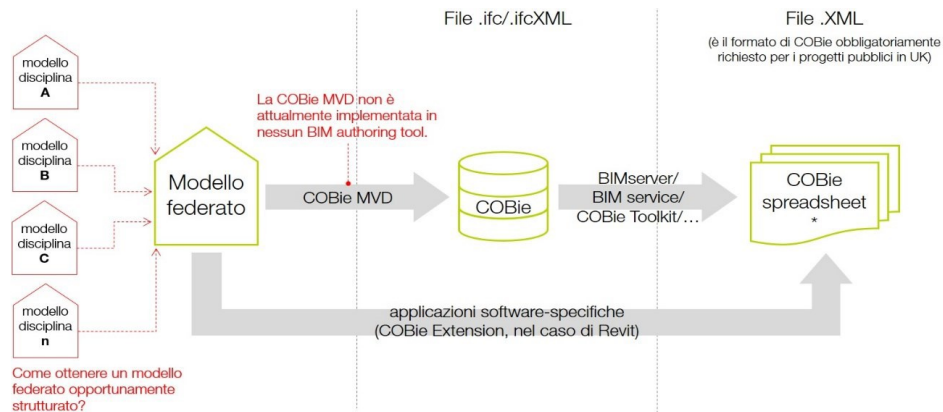 File .ifc/.ifcXML
File .XML
(è il formato di COBie obbligatoriamente
richiesto per i progetti pubblici in UK)
modello
disciplina
A
modello
disciplina
B
modello
disciplina
C
modello
disciplina
n
Come ottenere un modello
federato opportunamente
strutturato?
Modello
federato
La COBie MVD non è
attualmente implementata in
nessun BIM authoring tool.
COBie MVD
COBie
BIMserver/
BIM service/
COBie Toolkit/...
COBie
spreadsheet
*
applicazioni software-specifiche
(COBie Extension, nel caso di Revit)